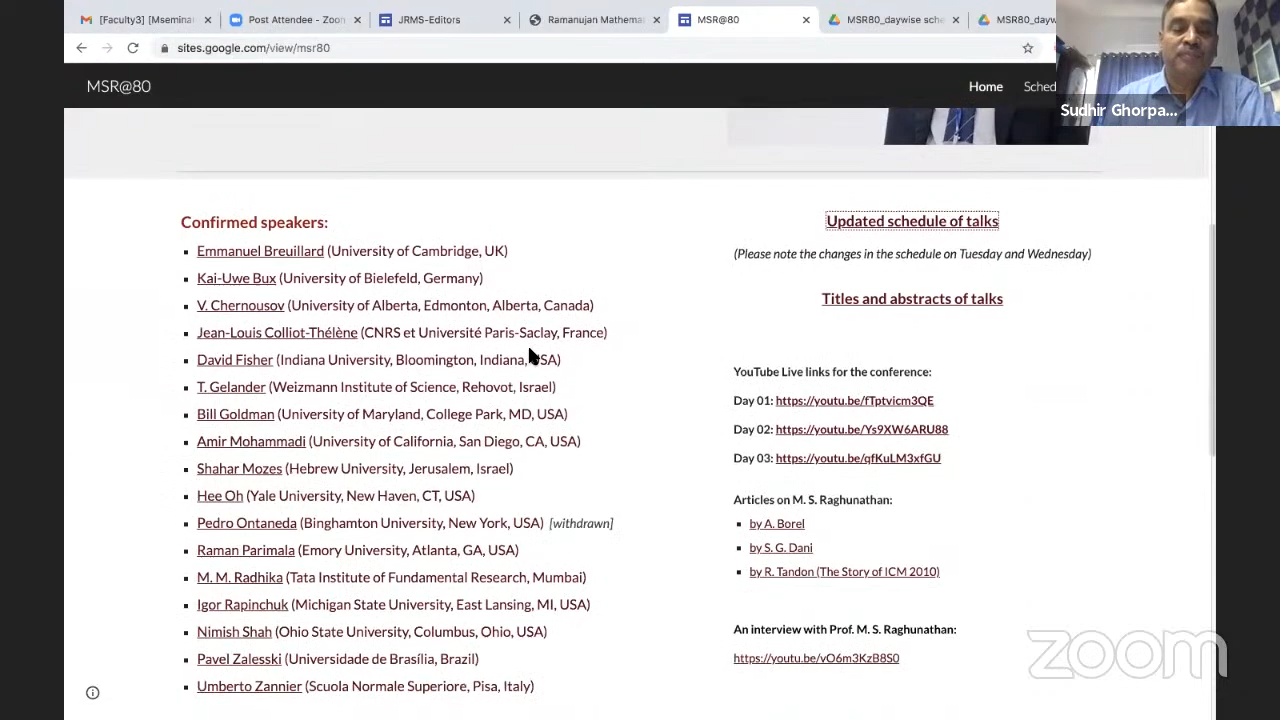 [Faculty3] [Msemina
Post Attendee - Zoon
JRMS-Editors
Ramanujan Mathema
MSR@80
MSR80_daywise sche
MSR80_dayw
sites.google.com/view/msr80
MSR@80
Home
Sched
Sudhir Ghorpa...
Confirmed speakers:
Emmanuel Breuillard (University of Cambridge, UK)
Kai-Uwe Bux (University of Bielefeld, Germany)
V. Chernousov (University of Alberta, Edmonton, Alberta, Canada)
Jean-Louis Colliot-Thélène (CNRS et Université Paris-Saclay, France)
David Fisher (Indiana University, Bloomington, Indiana, USA)
T. Gelander (Weizmann Institute of Science, Rehovot, Israel)
Bill Goldman (University of Maryland, College Park, MD, USA)
Amir Mohammadi (University of California, San Diego, CA, USA)
Shahar Mozes (Hebrew University, Jerusalem, Israel)
Hee Oh (Yale University, New Haven, CT, USA)
Pedro Ontaneda (Binghamton University, New York, USA) [withdrawn]
Raman Parimala (Emory University, Atlanta, GA, USA)
M. M. Radhika (Tata Institute of Fundamental Research, Mumbai)
Igor Rapinchuk (Michigan State University, East Lansing, MI, USA)
Nimish Shah (Ohio State University, Columbus, Ohio, USA)
Pavel Zalesski (Universidade de Brasília, Brazil)
Umberto Zannier (Scuola Normale Superiore, Pisa, Italy)
Updated schedule of talks
(Please note the changes in the schedule on Tuesday and Wednesday)
Titles and abstracts of talks
YouTube Live links for the conference:
Day 01: https://youtu.be/fTptvicm3QE
Day 02: https://youtu.be/Ys9XW6ARU88
Day 03: https://youtu.be/qfKuLM3xfGU
Articles on M. S. Raghunathan:
by A. Borel
by S. G. Dani
by R. Tandon (The Story of ICM 2010)
An interview with Prof. M. S. Raghunathan:
https://youtu.be/vO6m3KzB8S0
zoom